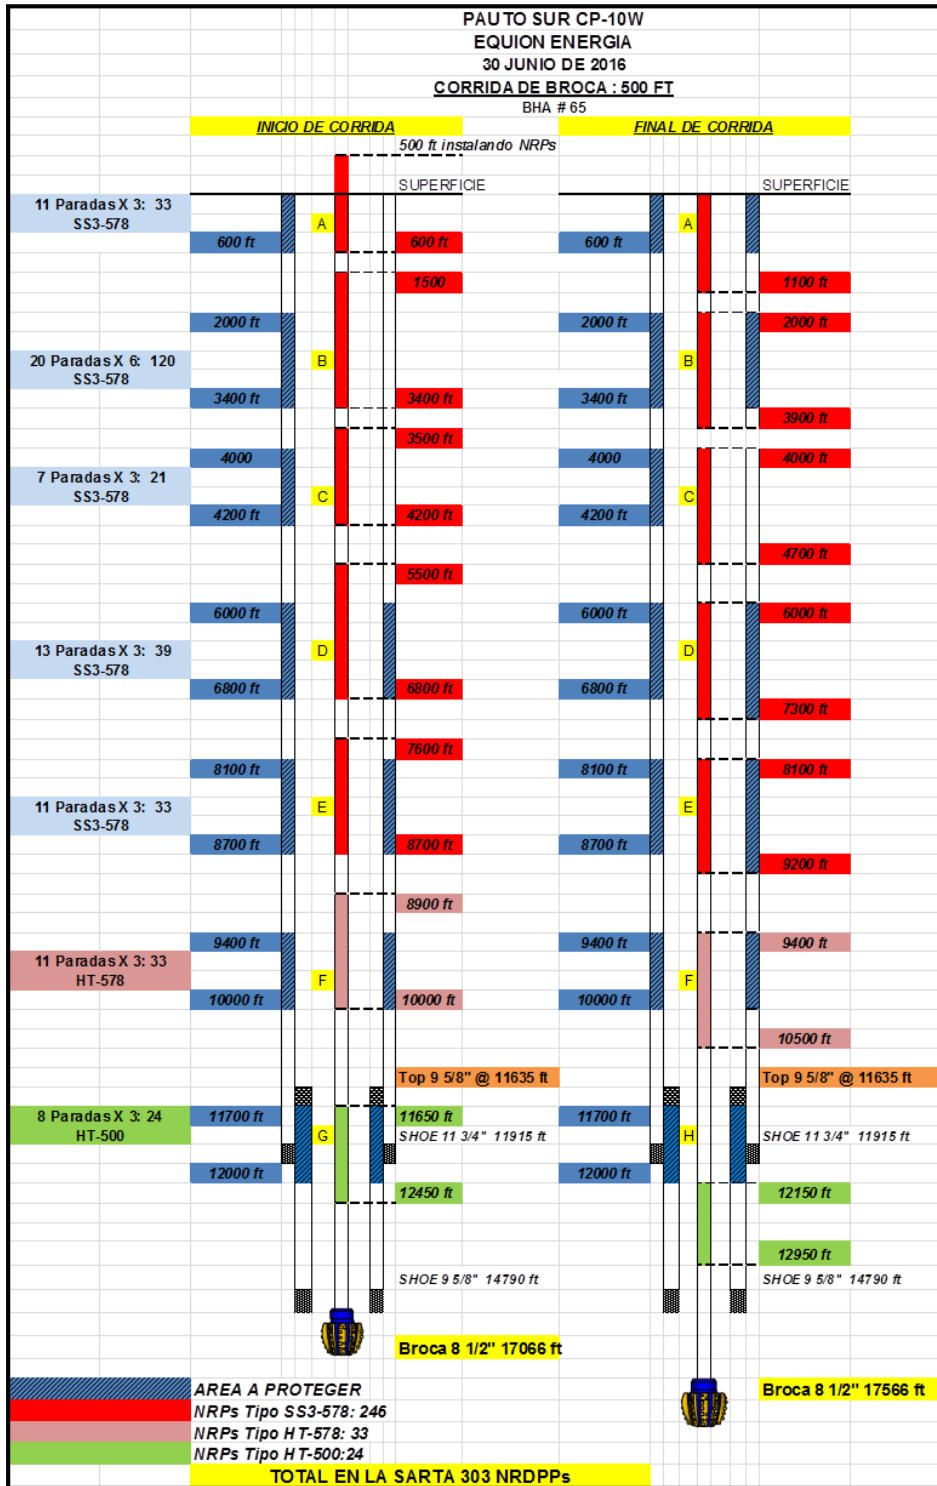 PAUTO SUR CP-10W
EQUION ENERGIA
30 JUNIO DE 2016
CORRIDA DE BROCA : 500 FT
BHA # 65
INICIO DE CORRIDA FINAL DE CORRIDA
500 ft instalando NRPs
SUPERFICIE SUPERFICIE
11 Paradas X 3: 33
SS3-578
A A
600 ft 600 ft 600 ft
1500 1100 ft
2000 ft 2000 ft 2000 ft
20 Paradas X 6: 120
SS3-578
B B
3400 ft 3400 ft 3400 ft
3900 ft
3500 ft
4000 4000 4000 ft
7 Paradas X 3: 21
SS3-578
C C
4200 ft 4200 ft 4200 ft
4700 ft
5500 ft
6000 ft 6000 ft 6000 ft
13 Paradas X 3: 39
SS3-578
D D
6800 ft 6800 ft 6800 ft
7300 ft
7600 ft
8100 ft 8100 ft 8100 ft
11 Paradas X 3: 33
SS3-578
E E
8700 ft 8700 ft 8700 ft
9200 ft
8900 ft
9400 ft 9400 ft 9400 ft
11 Paradas X 3: 33
HT-578
F F
10000 ft 10000 ft 10000 ft
10500 ft
Top 9 5/8" @ 11635 ft Top 9 5/8" @ 11635 ft
8 Paradas X 3: 24
HT-500
11700 ft 11650 ft 11700 ft
G SHOE 11 3/4" 11915 ft H SHOE 11 3/4" 11915 ft
12000 ft 12000 ft
12450 ft 12150 ft
12950 ft
SHOE 9 5/8" 14790 ft SHOE 9 5/8" 14790 ft
Broca 8 1/2" 17066 ft
Broca 8 1/2" 17566 ft
AREA A PROTEGER
NRPs Tipo SS3-578: 246
NRPs Tipo HT-578: 33
NRPs Tipo HT-500:24
TOTAL EN LA SARTA 303 NRDPPs